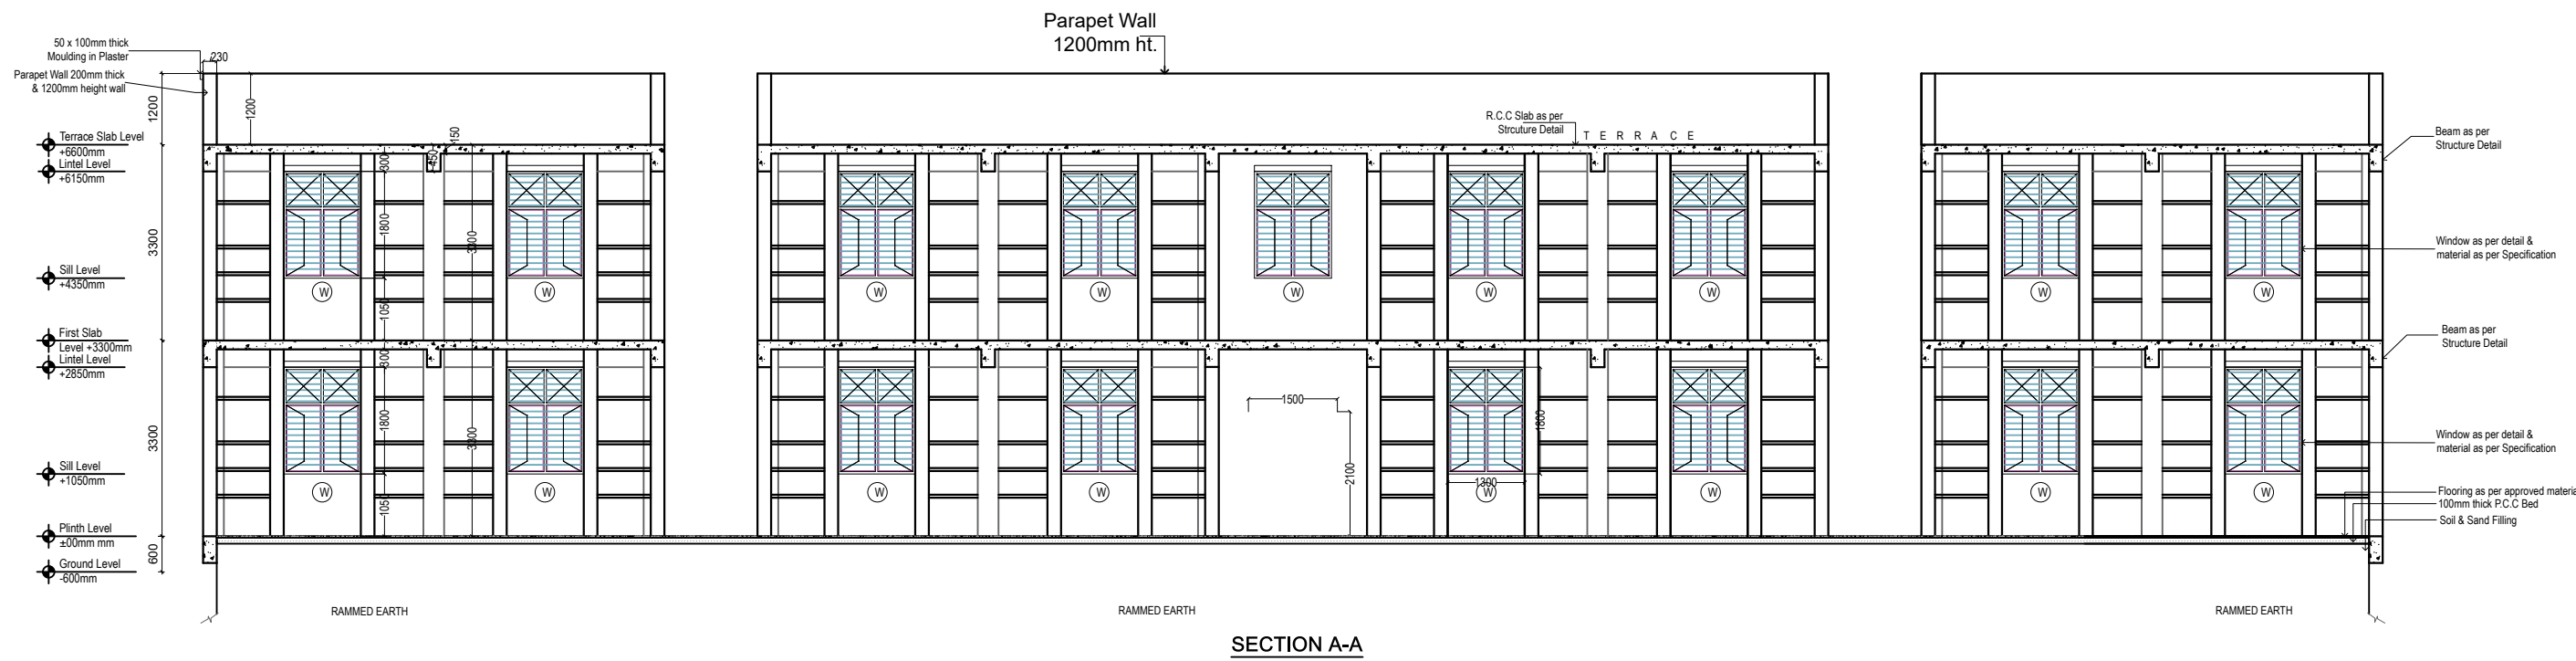 Parapet Wall
1200mm ht.
50 x 100mm thick
Moulding in Plaster
230
Parapet Wall 200mm thick
& 1200mm height wall
1200
1200
150
R.C.C Slab as per
Strcuture Detail
T E R R A C E
Beam as per
Structure Detail
Terrace Slab Level
+6600mm
Lintel Level
+6150mm
300
450
3300
1800
3300
Window as per detail &
material as per Specification
Sill Level
+4350mm
W
W
W
W
W
W
W
W
W
1050
First Slab
Level +3300mm
Lintel Level
+2850mm
300
Beam as per
Structure Detail
3300
1800
3300
1500
2100
1800
1300
Window as per detail &
material as per Specification
Sill Level
+1050mm
W
W
W
W
W
W
W
W
1050
Flooring as per approved materia
100mm thick P.C.C Bed
Soil & Sand Filling
Plinth Level
±00mm mm
600
Ground Level
-600mm
RAMMED EARTH
RAMMED EARTH
RAMMED EARTH
SECTION A-A